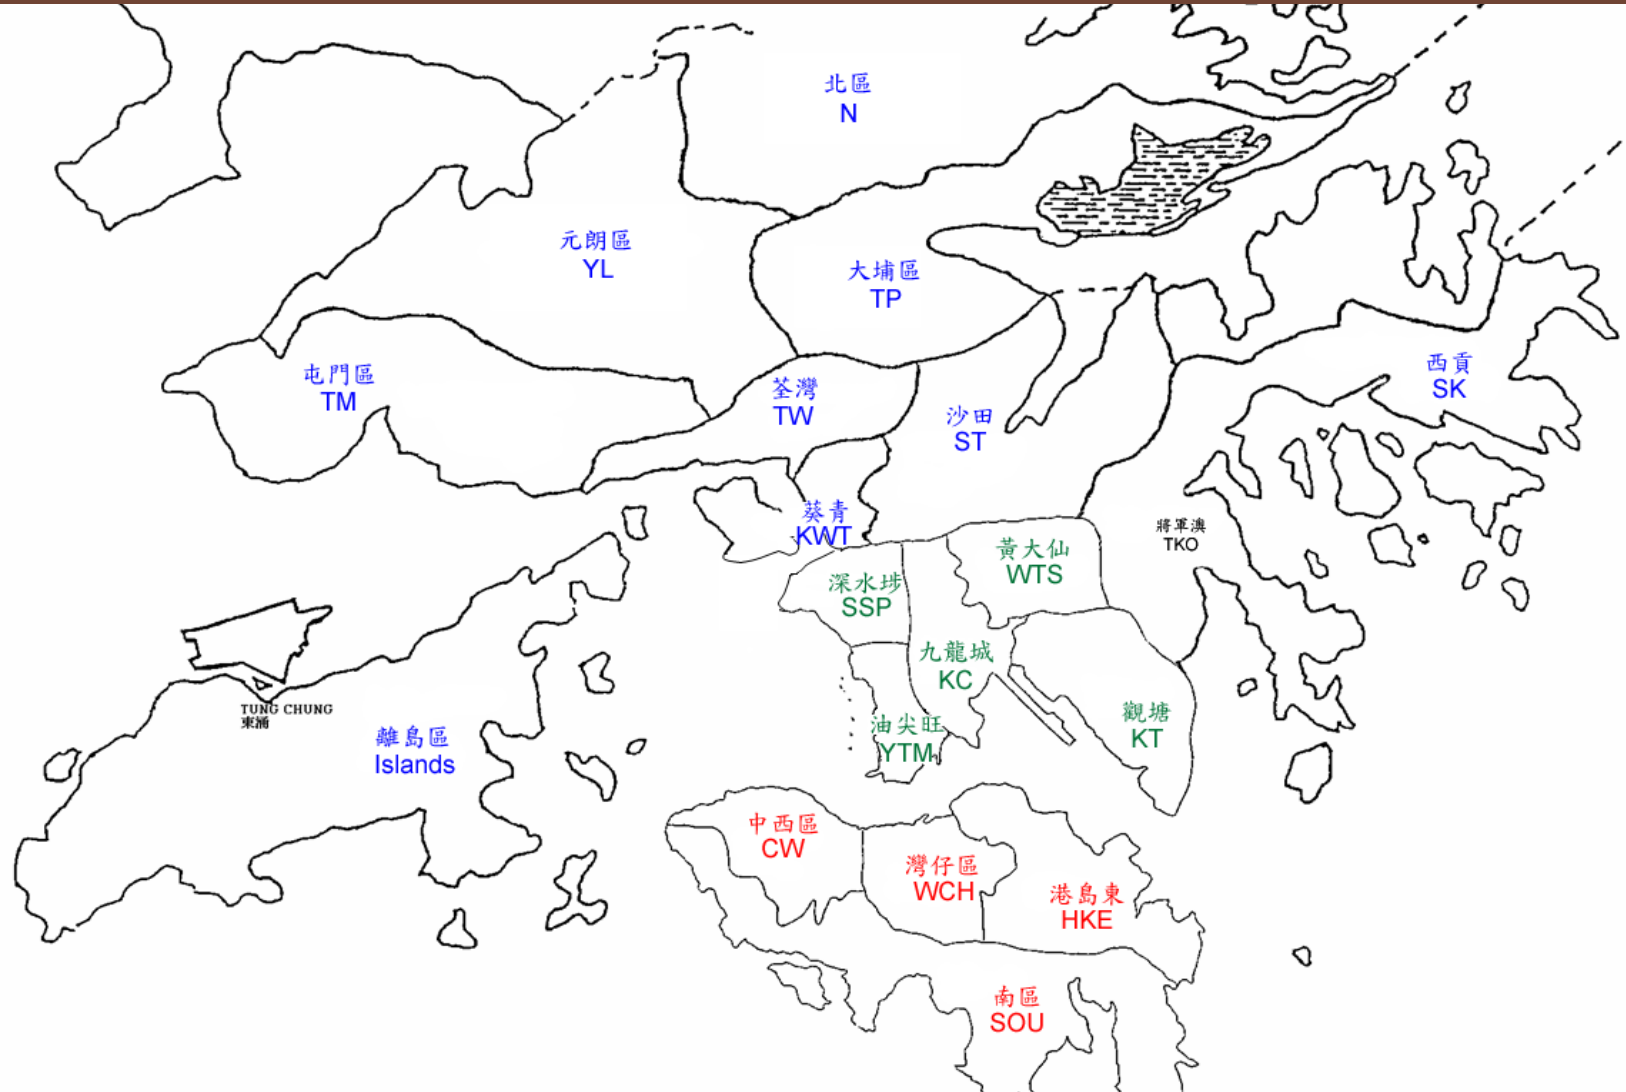 北區
N
元朗區
YL
大埔區
TP
屯門區
TM
荃灣
TW
沙田
ST
西貢
SK
葵青
KWT
將軍澳
TKO
黃大仙
WTS
深水埗
SSP
九龍城
KC
油尖旺
YTM
觀塘
KT
TUNG CHUNG
東涌
離島區
Islands
中西區
CW
灣仔區
WCH
港島東
HKE
南區
SOU